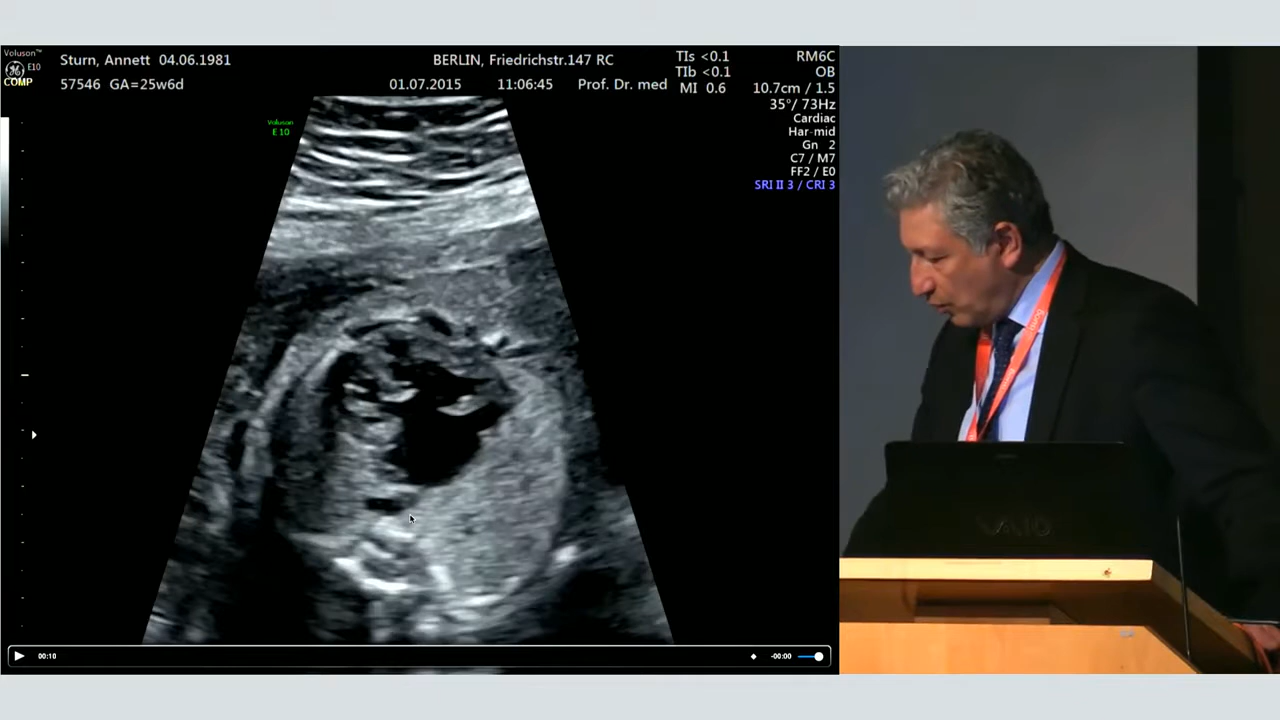 Voluson™
E10
COMP
Sturn, Annett 04.06.1981
BERLIN, Friedrichstr.147 RC
57546 GA=25w6d
01.07.2015
11:06:45
Prof. Dr. med
TIs <0.1
TIb <0.1
MI 0.6
RM6C
OB
10.7cm / 1.5
35°/ 73Hz
Cardiac
Har-mid
Gn 2
C7 / M7
FF2 / E0
SRI II 3 / CRI 3
Voluson
E 10
00:10
-00:00
VAIO